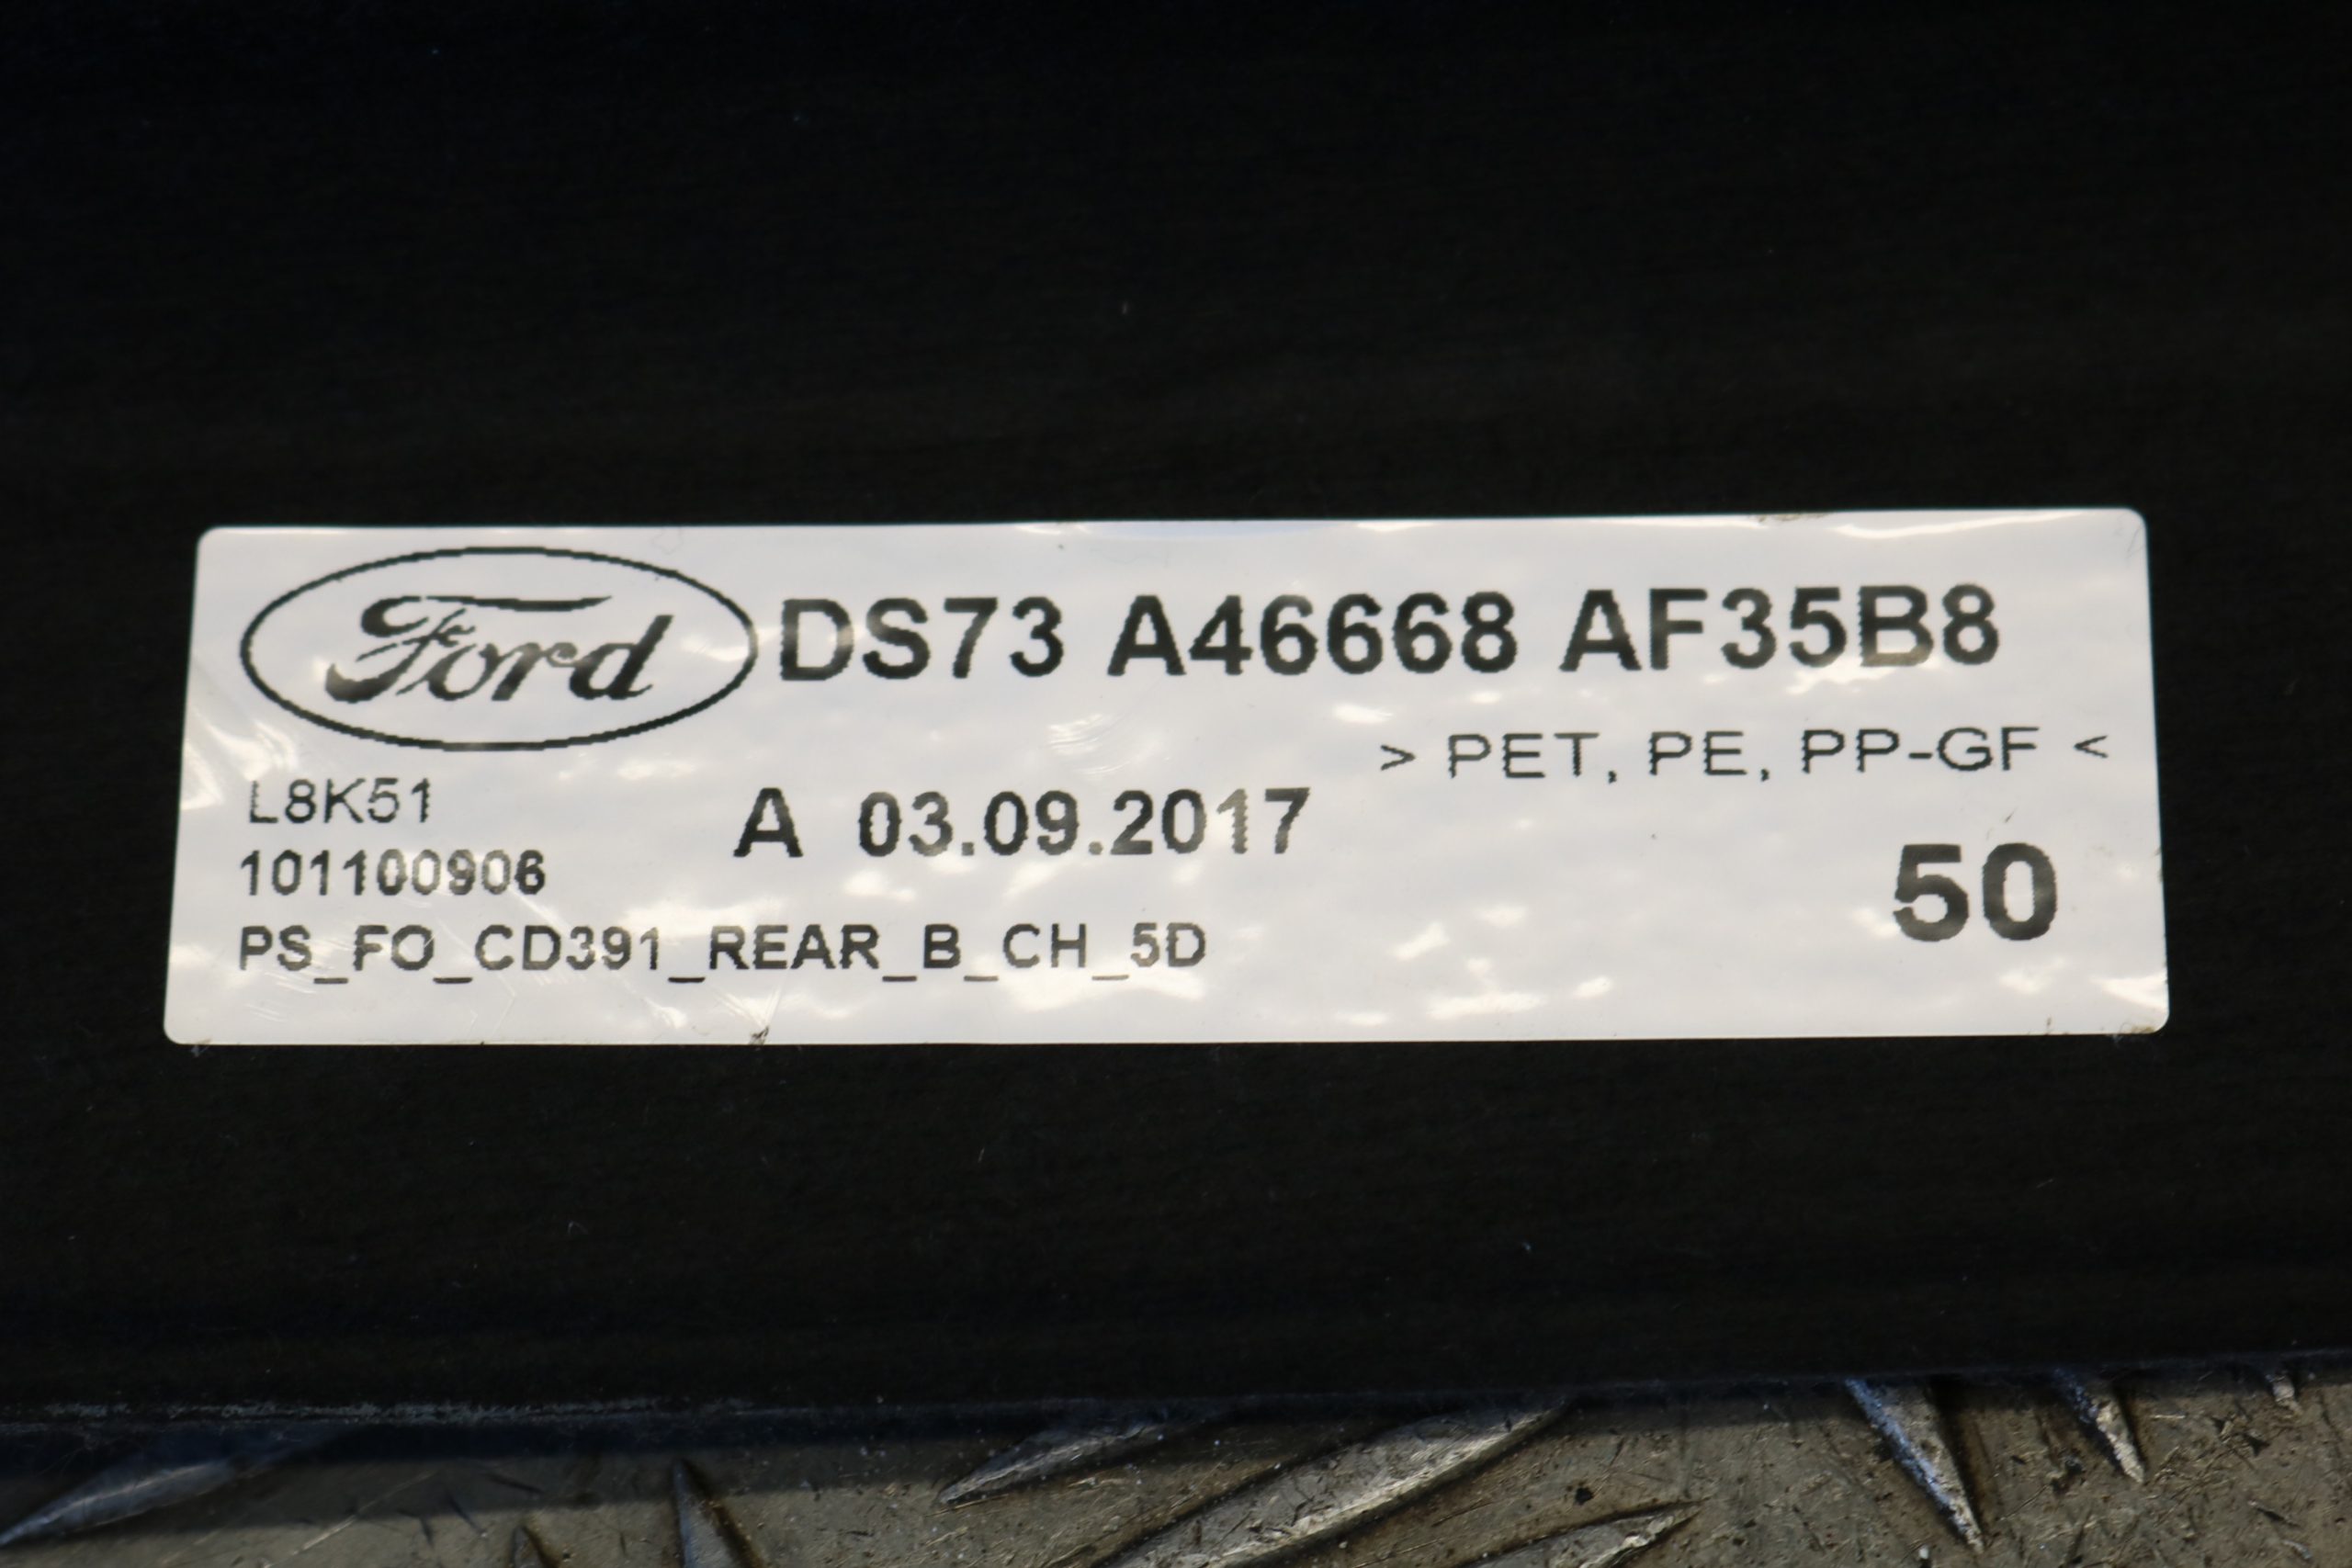 Ford DS73 A46668 AF35B8
> PET, PE, PP-GF <
L8K51
A 03.09.2017
101100906
50
PS_FO_CD391_REAR_B_CH_5D